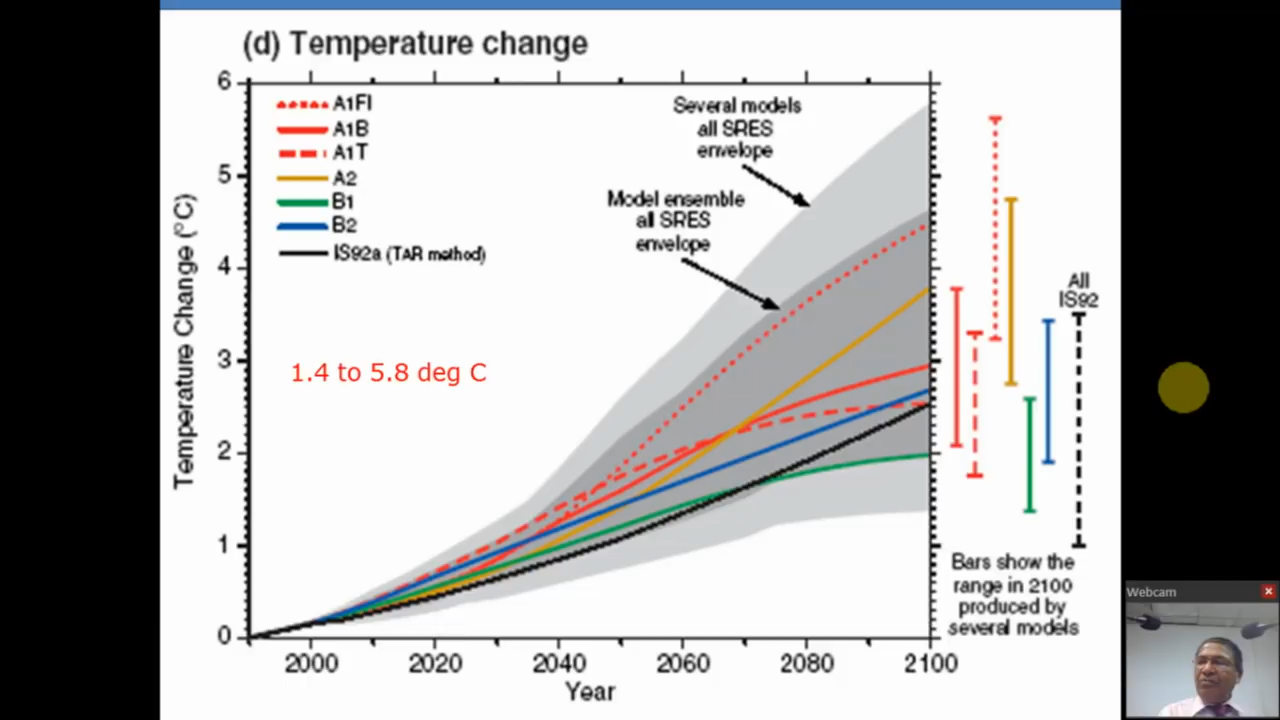 (d) Temperature change
6
5
4
3
2
1
0
Temperature Change (°C)
A1FI
A1B
A1T
A2
B1
B2
IS92a (TAR method)
Several models
all SRES
envelope
Model ensemble
all SRES
envelope
1.4 to 5.8 deg C
All
IS92
Bars show the
range in 2100
produced by
several models
2000 2020 2040 2060 2080 2100
Year
Webcam